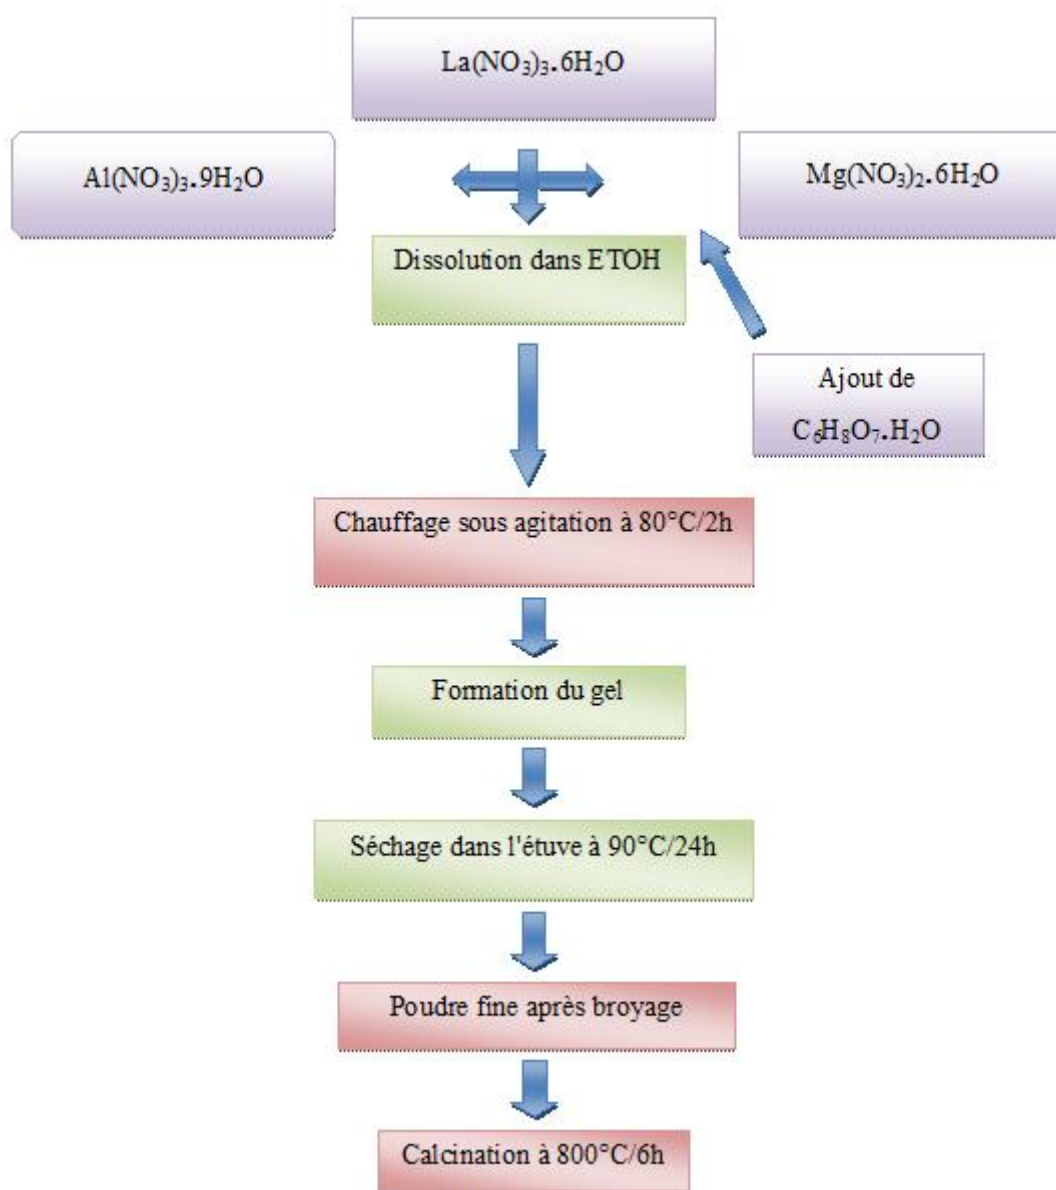 La(NO₃)₃.6H₂O
Al(NO₃)₃.9H₂O
Mg(NO₃)₂.6H₂O
Dissolution dans ETOH
Ajout de
C₆H₈O₇.H₂O
Chauffage sous agitation à 80°C/2h
Formation du gel
Séchage dans l'étuve à 90°C/24h
Poudre fine après broyage
Calcination à 800°C/6h